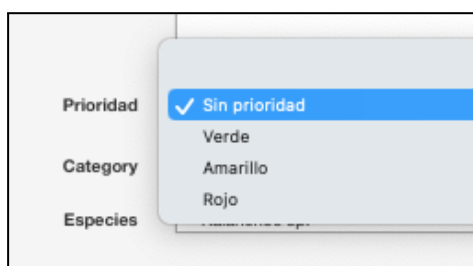 Prioridad
Sin prioridad
Verde
Category
Amarillo
Rojo
Especies